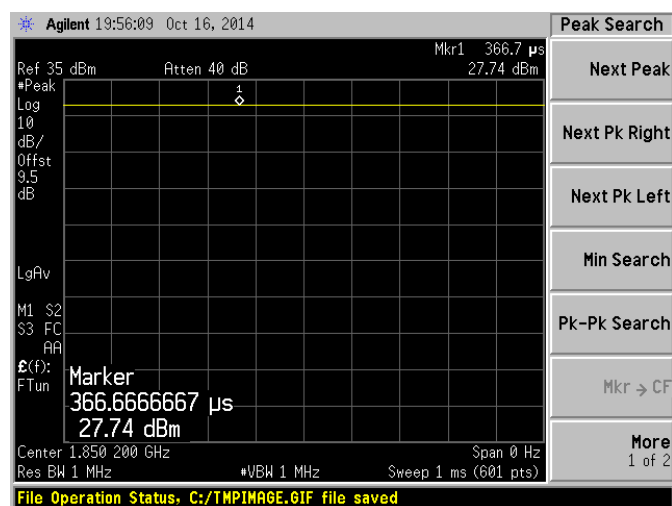 Agilent 19:56:09 Oct 16, 2014
Peak Search
Mkr1 366.7 µs
Ref 35 dBm Atten 40 dB 27.74 dBm
#Peak
Log
10
dB/
Offst
9.5
dB
LgAv
M1 S2
S3 FC
AA
£(f):
FTun
1
Marker
366.6666667 µs
27.74 dBm
Center 1.850 200 GHz Span 0 Hz
Res BW 1 MHz #VBW 1 MHz Sweep 1 ms (601 pts)
File Operation Status, C:/TMPIMAGE.GIF file saved
Next Peak
Next Pk Right
Next Pk Left
Min Search
Pk-Pk Search
Mkr → CF
More
1 of 2